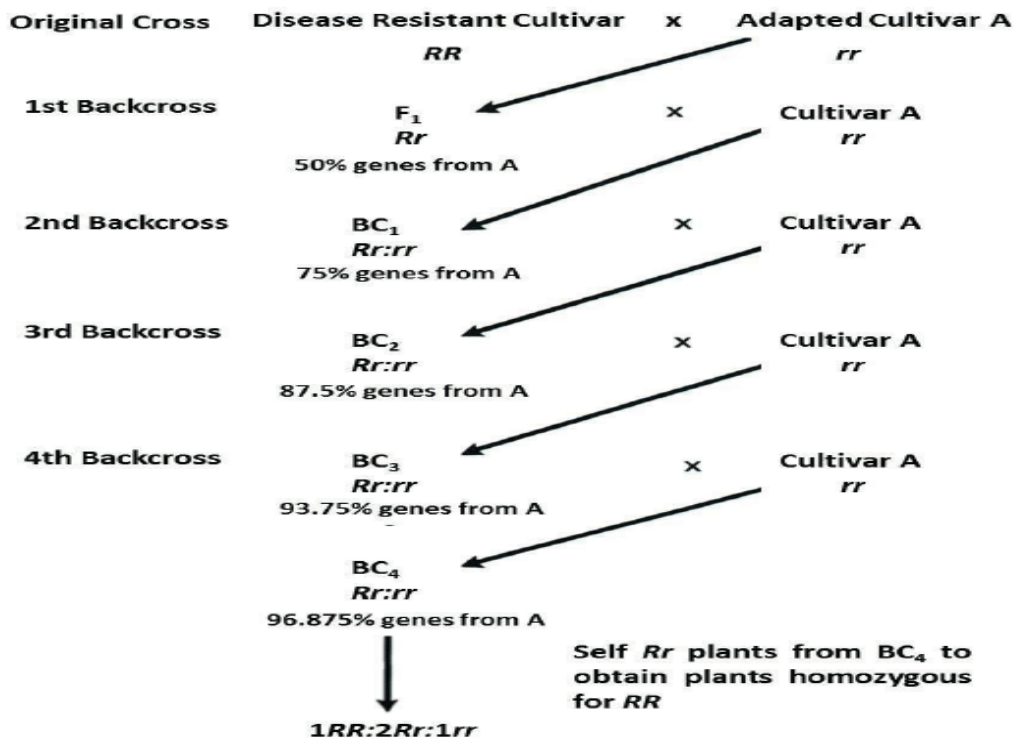 Original Cross Disease Resistant Cultivar x Adapted Cultivar A
RR rr
1st Backcross F₁ x Cultivar A
Rr rr
50% genes from A
2nd Backcross BC₁ x Cultivar A
Rr:rr rr
75% genes from A
3rd Backcross BC₂ x Cultivar A
Rr:rr rr
87.5% genes from A
4th Backcross BC₃ x Cultivar A
Rr:rr rr
93.75% genes from A
BC₄
Rr:rr
96.875% genes from A
Self Rr plants from BC₄ to
obtain plants homozygous
for RR
1RR:2Rr:1rr